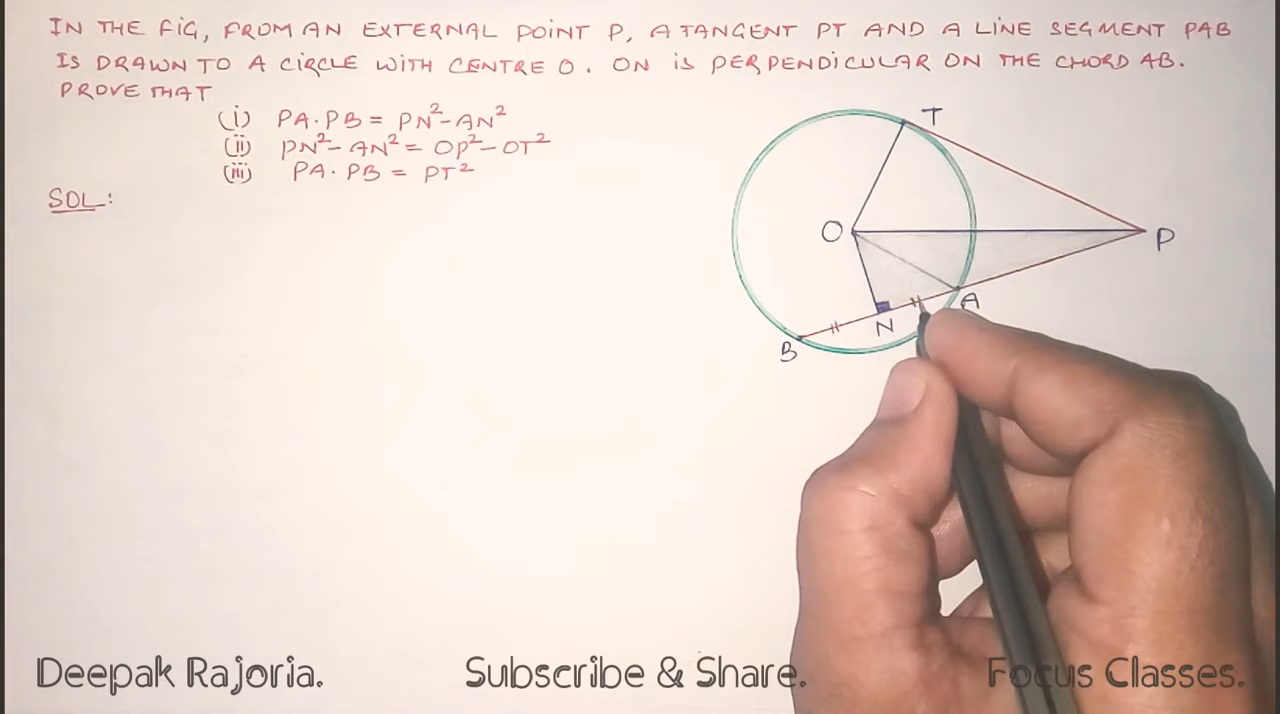 IN THE FIG, FROM AN EXTERNAL POINT P, A TANGENT PT AND A LINE SEGMENT PAB
IS DRAWN TO A CIRCLE WITH CENTRE O. ON IS PERPENDICULAR ON THE CHORD AB.
PROVE THAT
(i) PA·PB = PN²-AN²
(ii) PN²-AN² = OP²-OT²
(iii) PA·PB = PT²
SOL:
T
O
P
A
N
B
Deepak Rajoria. Subscribe & Share. Focus Classes.